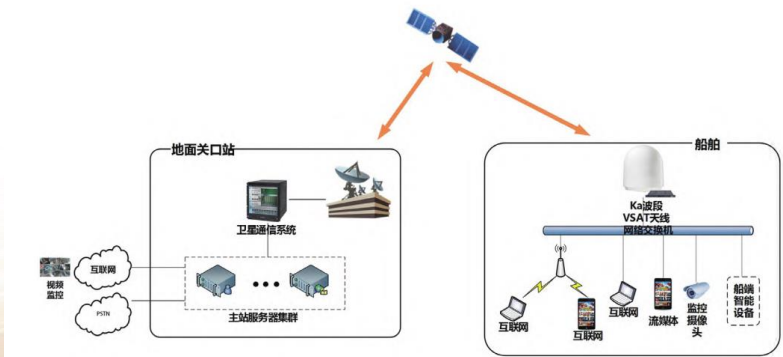 地面关口站
船舶
卫星通信系统
Ka波段
VSAT天线
网络交换机
互联网
视频
监控
PSTN
主站服务器集群
互联网
互联网
互联网
流媒体
监控
摄像
头
船端
智能
设备